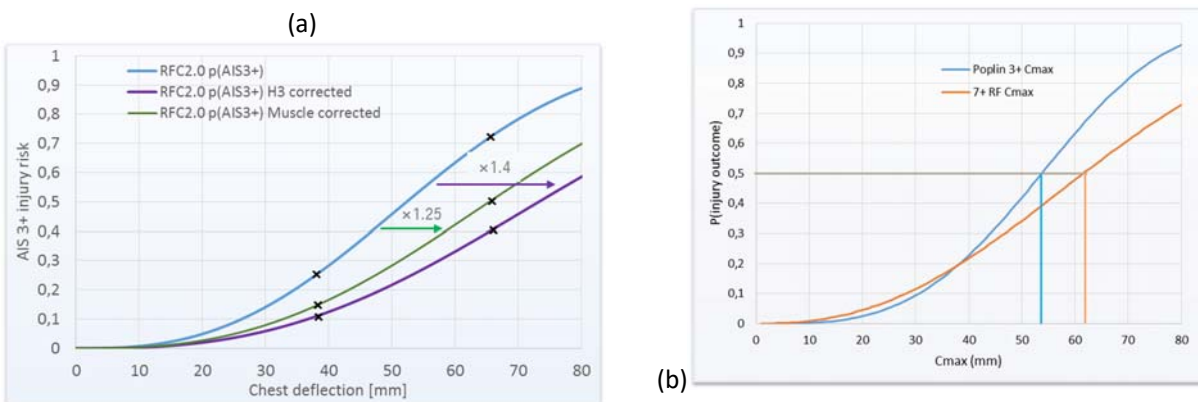 (a)
1
0,9
0,8
0,7
0,6
0,5
0,4
0,3
0,2
0,1
0
AIS 3+ injury risk
RFC2.0 p(AIS3+)
RFC2.0 p(AIS3+) H3 corrected
RFC2.0 p(AIS3+) Muscle corrected
×1.4
×1.25
0 10 20 30 40 50 60 70 80
Chest deflection [mm]
(b)
1
0,9
0,8
0,7
0,6
0,5
0,4
0,3
0,2
0,1
0
P(injury outcome)
Poplin 3+ Cmax
7+ RF Cmax
0 10 20 30 40 50 60 70 80
Cmax (mm)